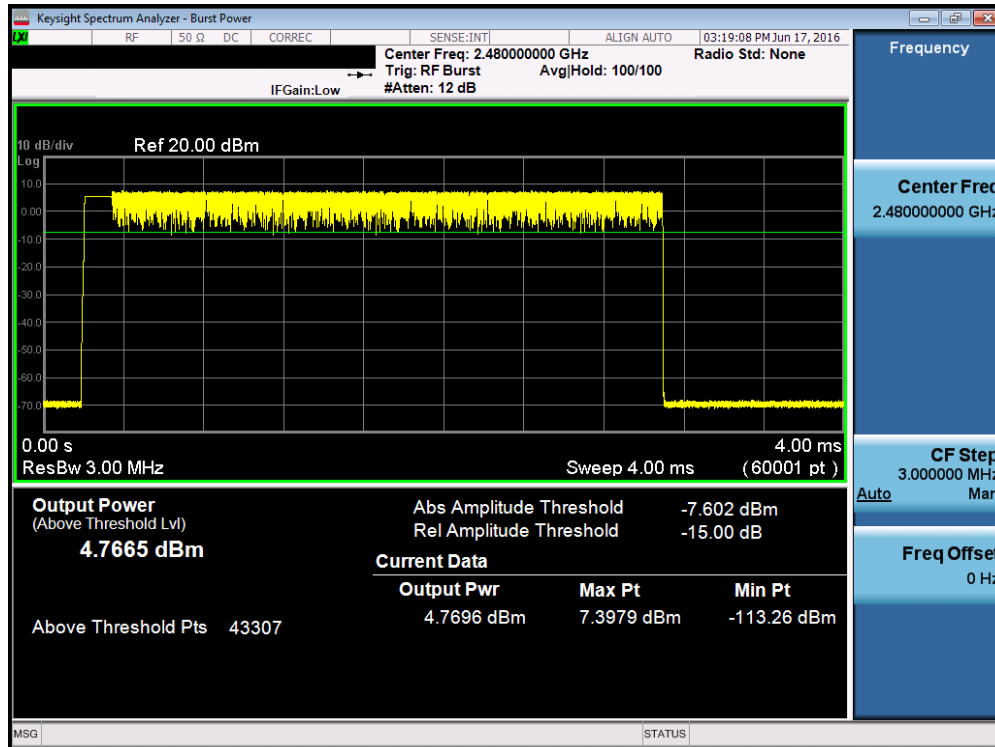 Keysight Spectrum Analyzer - Burst Power
LXI RF 50 Ω DC CORREC SENSE:INT ALIGN AUTO 03:19:08 PM Jun 17, 2016
Center Freq: 2.480000000 GHz Radio Std: None
Trig: RF Burst Avg|Hold: 100/100
IFGain:Low #Atten: 12 dB
10 dB/div Ref 20.00 dBm
Log
10.0
0.00
-10.0
-20.0
-30.0
-40.0
-50.0
-60.0
-70.0
0.00 s 4.00 ms
ResBw 3.00 MHz Sweep 4.00 ms (60001 pt )
Output Power
(Above Threshold Lvl)
4.7665 dBm
Above Threshold Pts 43307
Abs Amplitude Threshold -7.602 dBm
Rel Amplitude Threshold -15.00 dB
Current Data
Output Pwr Max Pt Min Pt
4.7696 dBm 7.3979 dBm -113.26 dBm
Frequency
Center Freq
2.480000000 GHz
CF Step
3.000000 MHz
Auto Man
Freq Offset
0 Hz
MSG STATUS